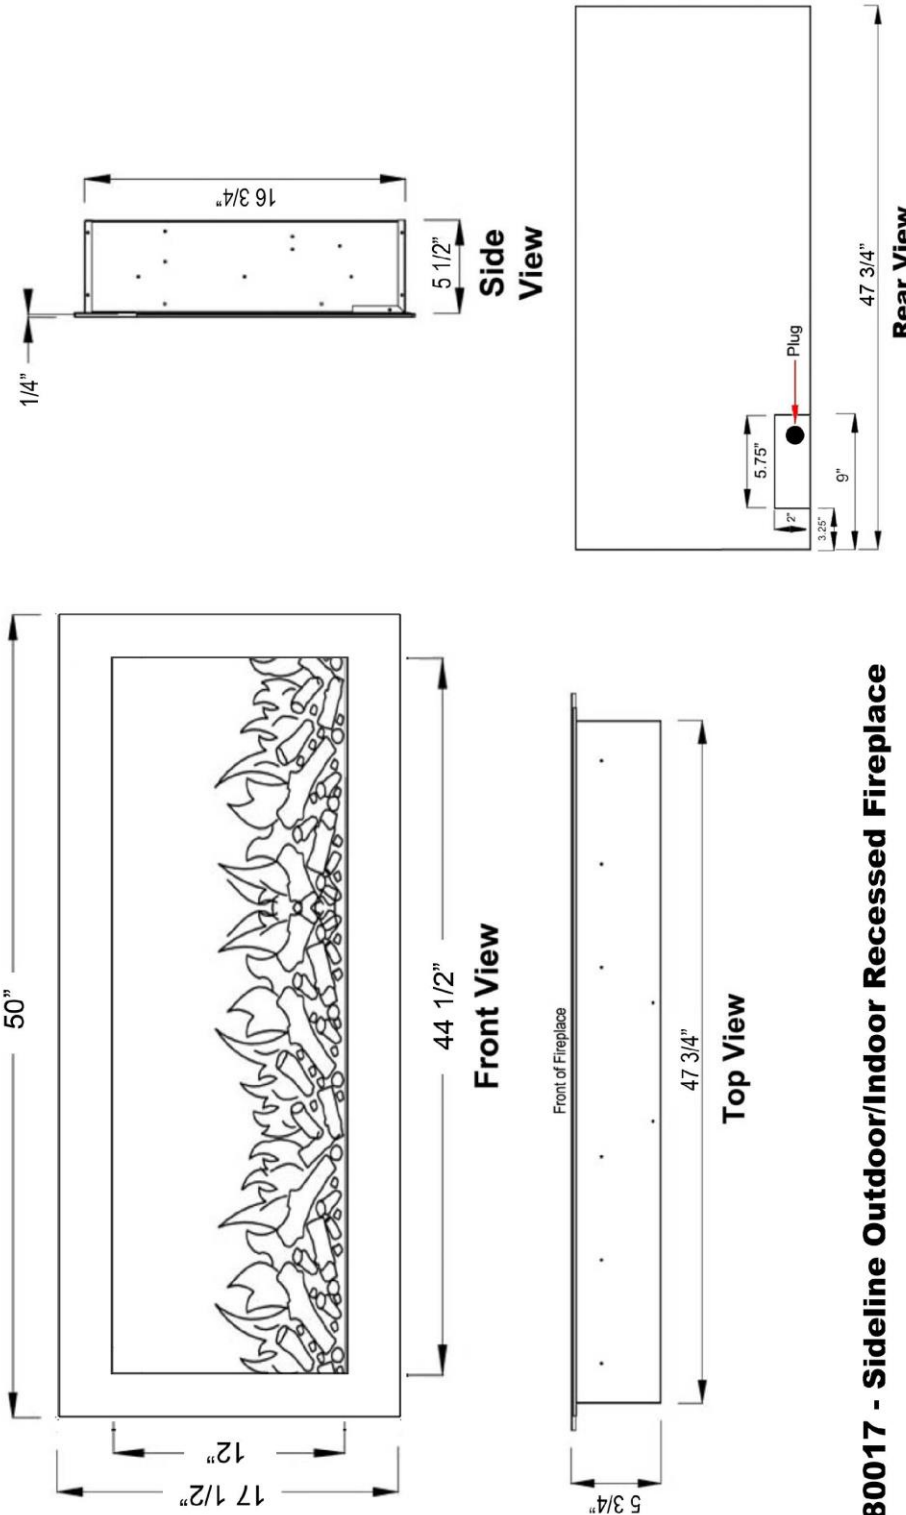 50”
17 1/2”
12”
44 1/2”
Front View
1/4”
16 3/4”
5 1/2”
Side
View
Front of Fireplace
5 3/4”
47 3/4”
Top View
Plug
5.75"
2"
3.25"
9"
47 3/4”
Rear View
80017 - Sideline Outdoor/Indoor Recessed Fireplace